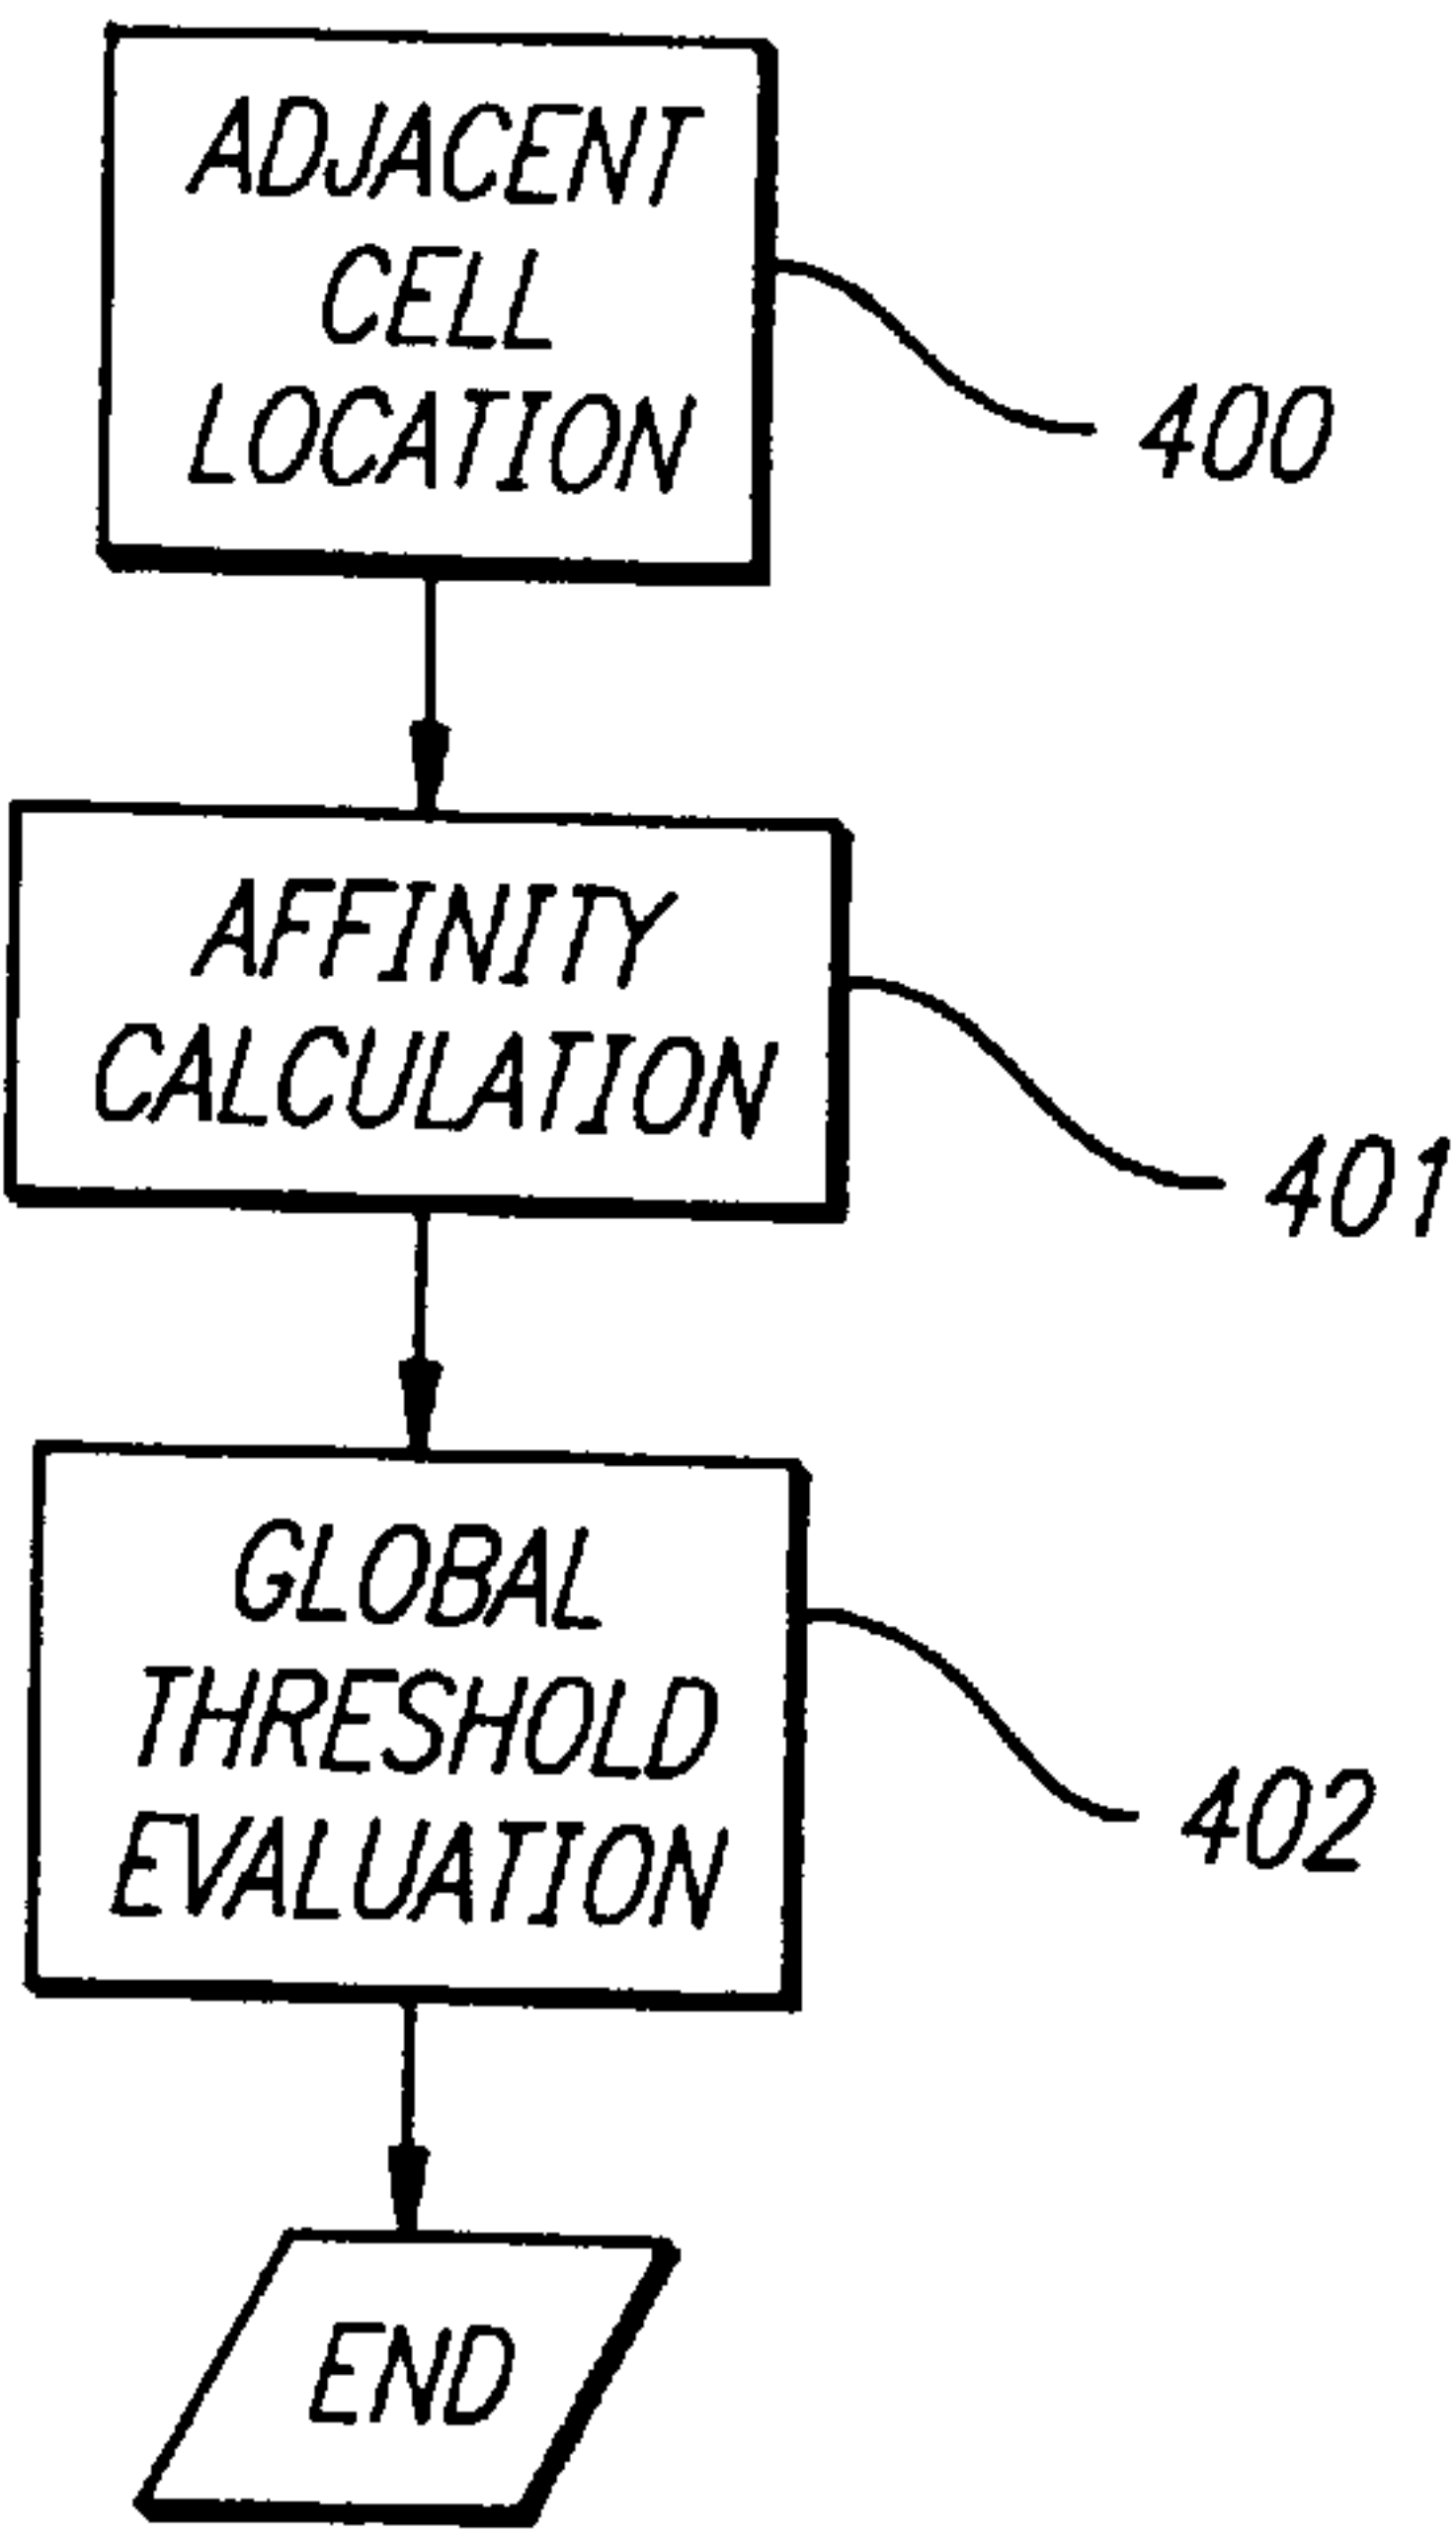 ADJACENT
CELL
LOCATION
400
AFFINITY
CALCULATION
401
GLOBAL
THRESHOLD
EVALUATION
402
END